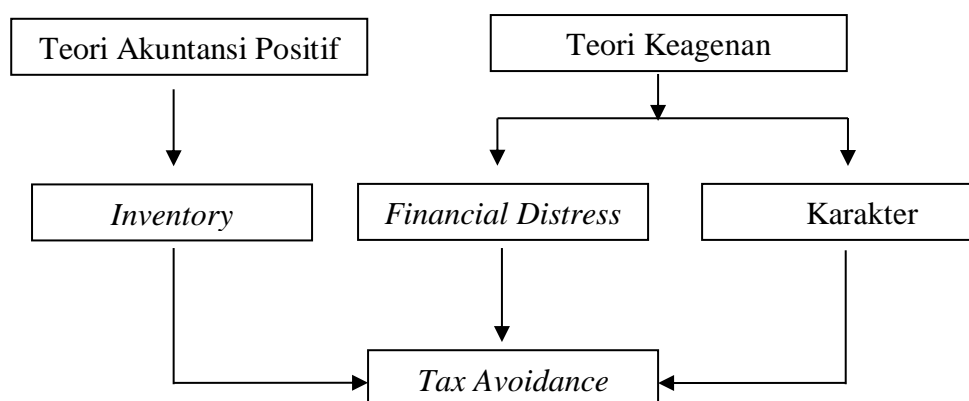 Teori Akuntansi Positif
Teori Keagenan
Inventory
Financial Distress
Karakter
Tax Avoidance